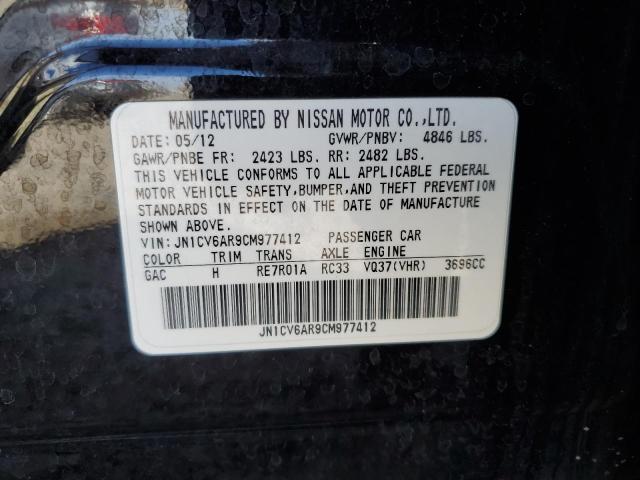 MANUFACTURED BY NISSAN MOTOR CO.,LTD.
DATE: 05/12 GVWR/PNBV: 4846 LBS.
GAWR/PNBE FR: 2423 LBS. RR: 2482 LBS.
THIS VEHICLE CONFORMS TO ALL APPLICABLE FEDERAL
MOTOR VEHICLE SAFETY,BUMPER,AND THEFT PREVENTION
STANDARDS IN EFFECT ON THE DATE OF MANUFACTURE
SHOWN ABOVE.
VIN: JN1CV6AR9CM977412 PASSENGER CAR
COLOR TRIM TRANS AXLE ENGINE
GAC H RE7R01A RC33 VQ37(VHR) 3696CC
JN1CV6AR9CM977412